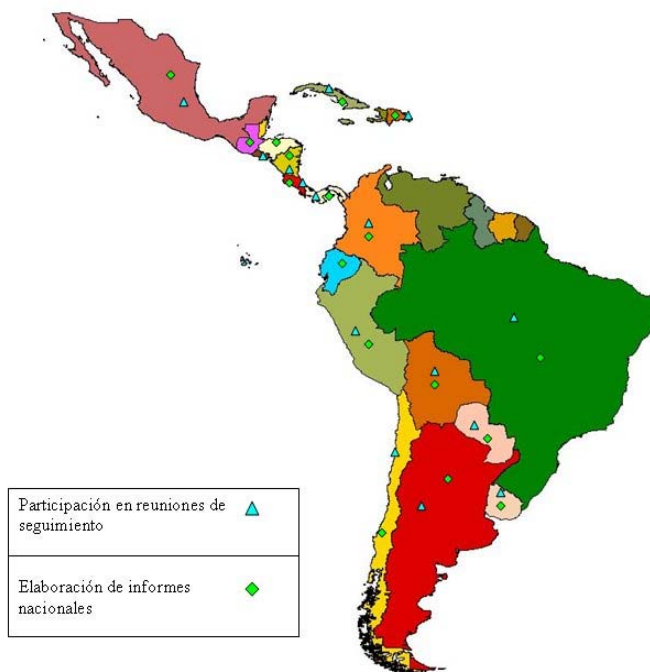 Participación en reuniones de
seguimiento
Elaboración de informes
nacionales